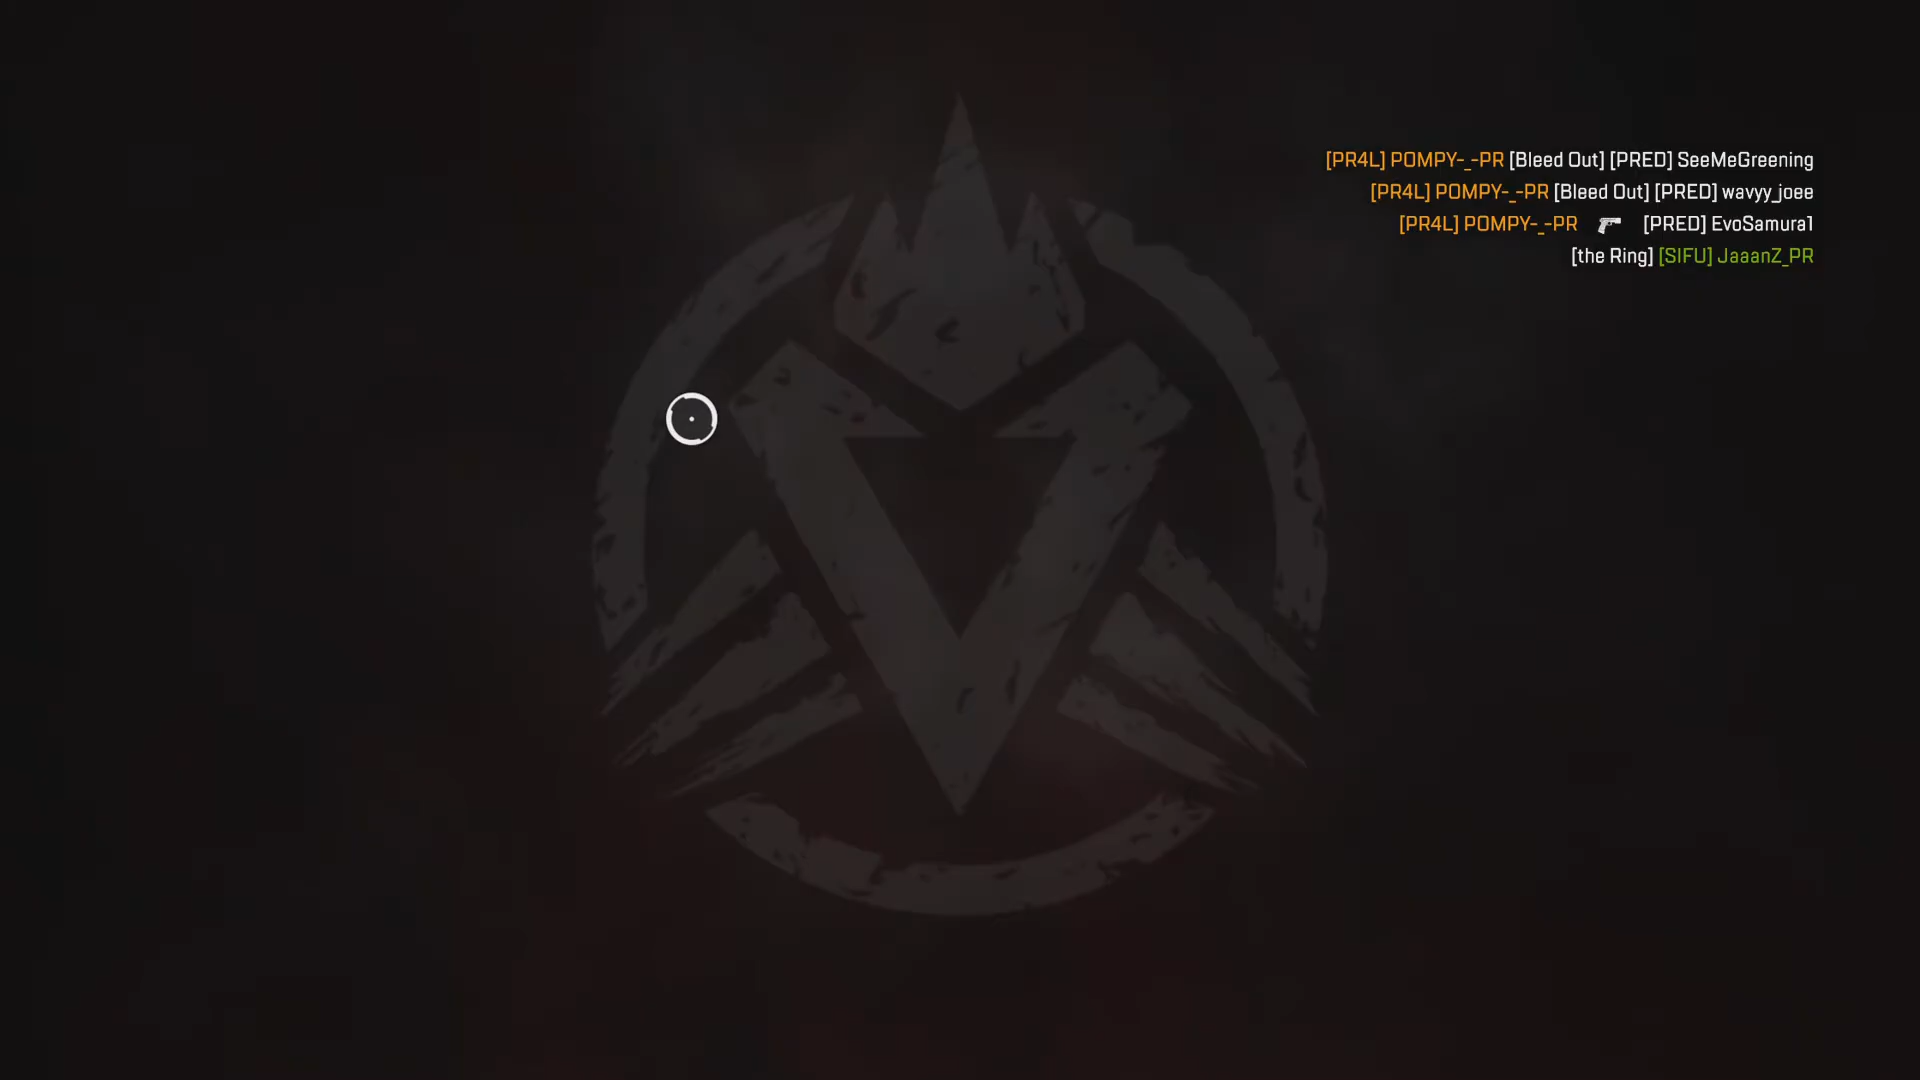 [PR4L] POMPY-_-PR [Bleed Out] [PRED] SeeMeGreening
[PR4L] POMPY-_-PR [Bleed Out] [PRED] wavyy_joee
[PR4L] POMPY-_-PR [PRED] EvoSamura1
[the Ring] [SIFU] JaaanZ_PR